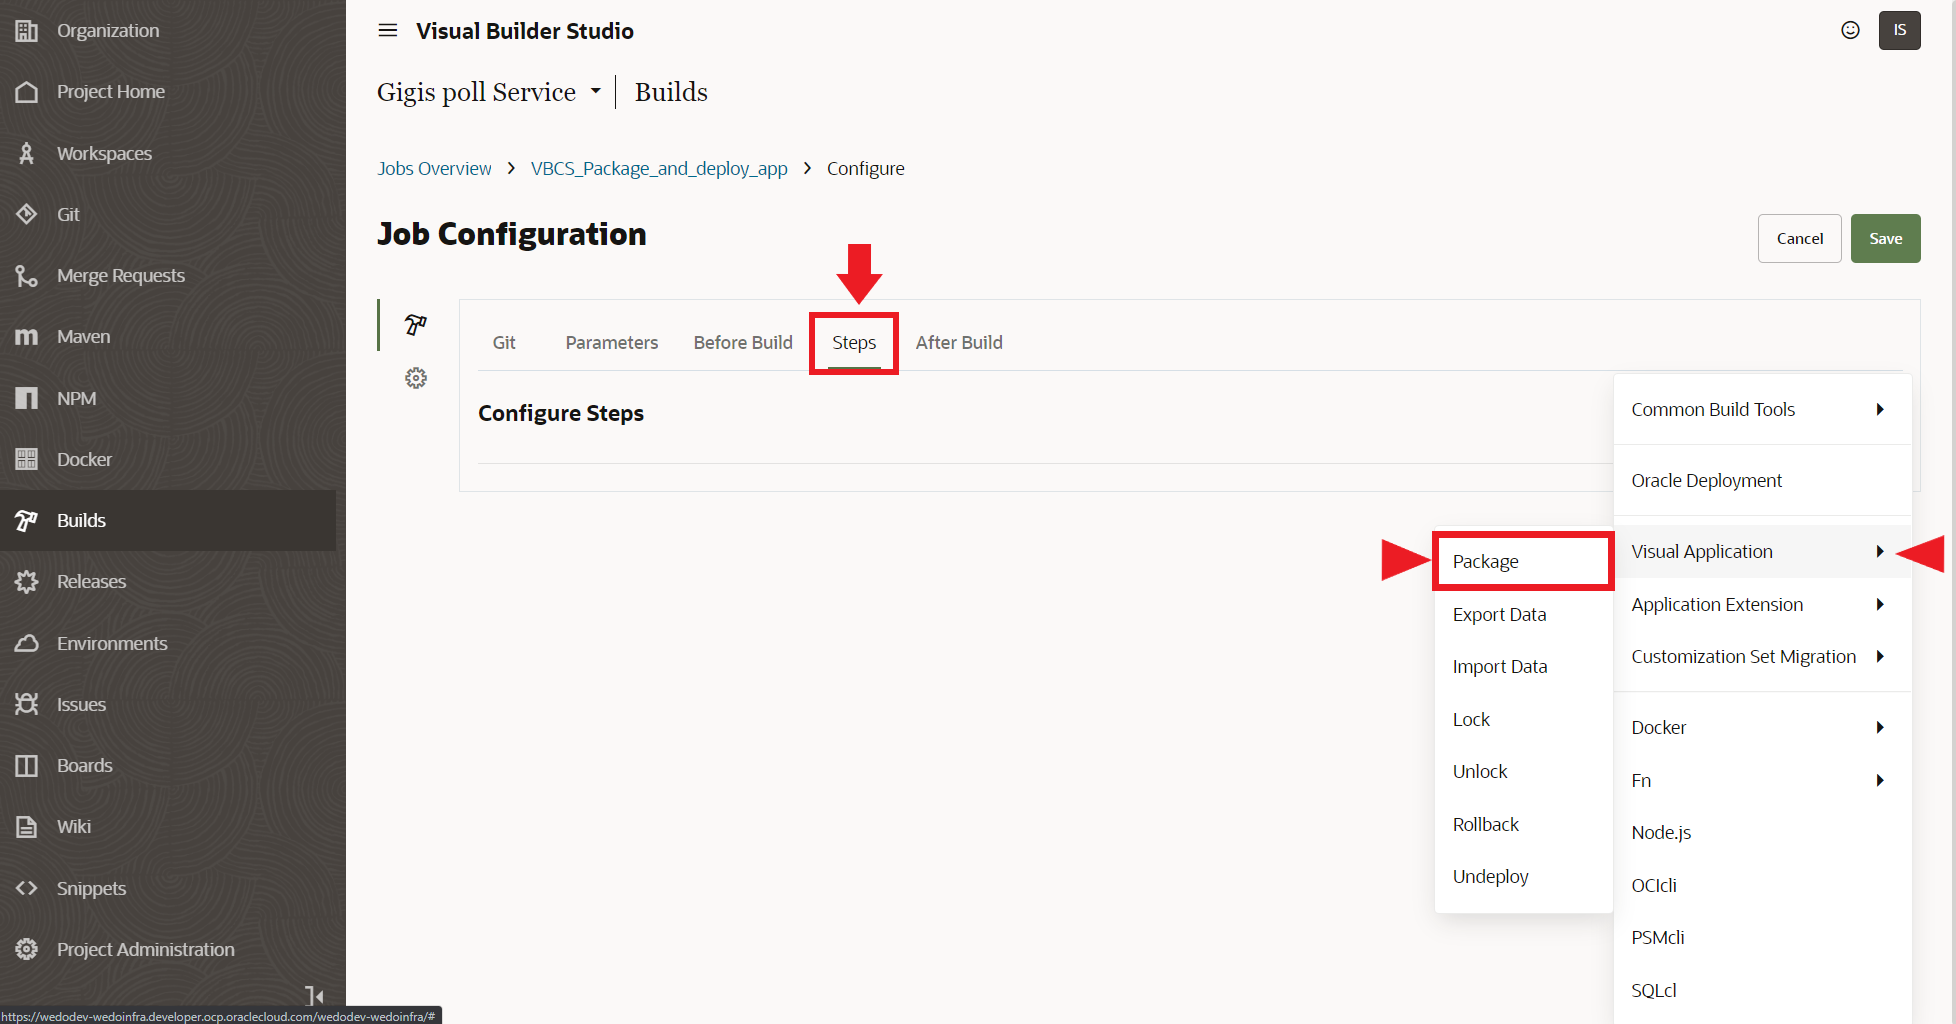 Organization
Project Home
Workspaces
Git
Merge Requests
Maven
NPM
Docker
Builds
Releases
Environments
Issues
Boards
Wiki
Snippets
Project Administration
https://wedodev-wedoinfra.developer.ocp.oraclecloud.com/wedodev-wedoinfra/#
Visual Builder Studio
IS
Gigis poll Service
Builds
Jobs Overview > VBCS_Package_and_deploy_app > Configure
Job Configuration
Cancel
Save
Git
Parameters
Before Build
Steps
After Build
Configure Steps
Common Build Tools
Oracle Deployment
Visual Application
Application Extension
Customization Set Migration
Docker
Fn
Node.js
OCIcli
PSMcli
SQLcl
Package
Export Data
Import Data
Lock
Unlock
Rollback
Undeploy